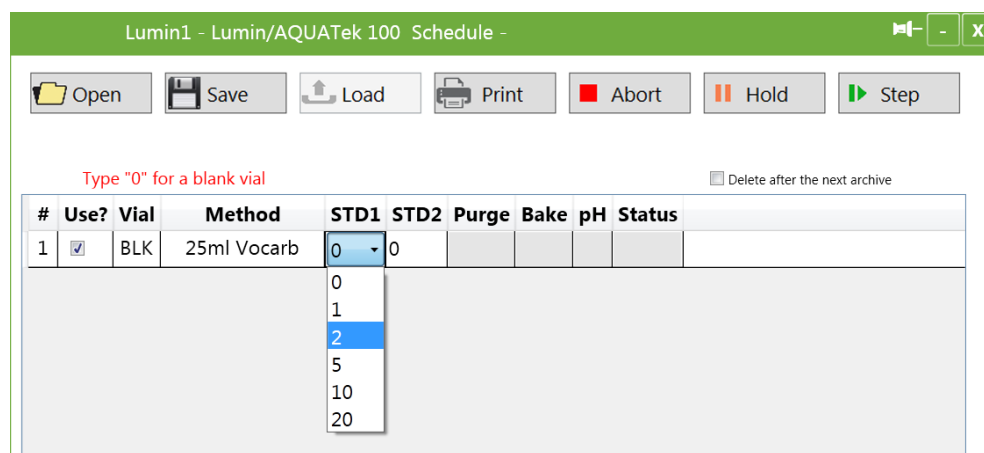 Lumin1 - Lumin/AQUATek 100 Schedule -
- X
Open Save Load Print Abort Hold Step
Type "0" for a blank vial
Delete after the next archive
# Use? Vial Method STD1 STD2 Purge Bake pH Status
1 BLK 25ml Vocarb 0 0
0
1
2
5
10
20